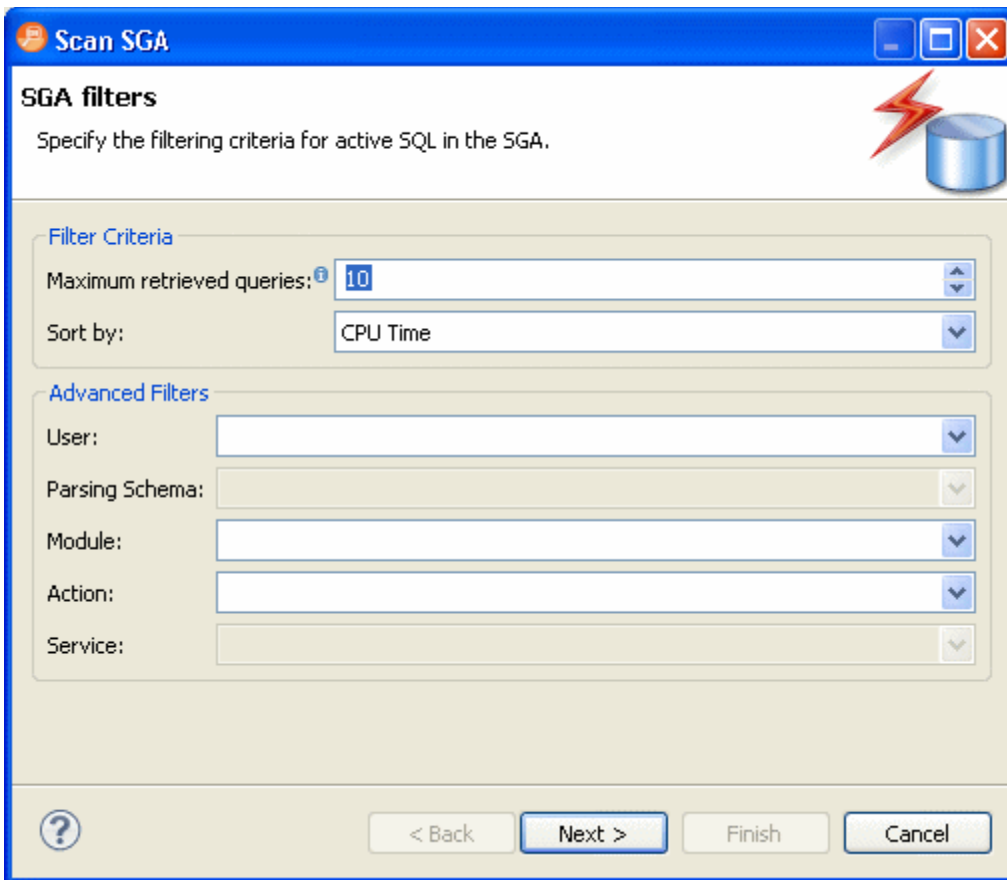 Scan SGA
SGA filters
Specify the filtering criteria for active SQL in the SGA.
Filter Criteria
Maximum retrieved queries: 10
Sort by: CPU Time
Advanced Filters
User:
Parsing Schema:
Module:
Action:
Service:
? < Back Next > Finish Cancel